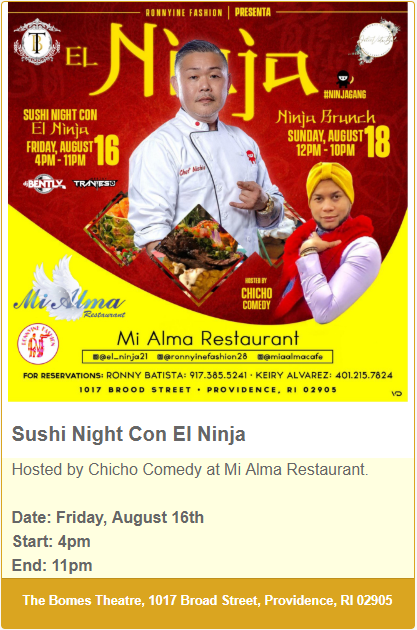 RONNYINE FASHION | PRESENTA
TB
EL Ninja
#NINJAGANG
SUSHI NIGHT CON
El Ninja
FRIDAY, AUGUST 16
4PM - 11PM
BENTLY
Ninja Brunch
SUNDAY, AUGUST 18
12PM - 10PM
HOSTED BY
CHICHO
COMEDY
Mi Alma
Restaurant
RONNYINE FASHION
Mi Alma Restaurant
@el_ninja21 @ronnyinefashion28 @miaalmacafe
FOR RESERVATIONS: RONNY BATISTA: 917.385.5241 · KEIRY ALVAREZ: 401.215.7824
1017 BROOD STREET • PROVIDENCE, RI 02905
Sushi Night Con El Ninja
Hosted by Chicho Comedy at Mi Alma Restaurant.
Date: Friday, August 16th
Start: 4pm
End: 11pm
The Bomes Theatre, 1017 Broad Street, Providence, RI 02905